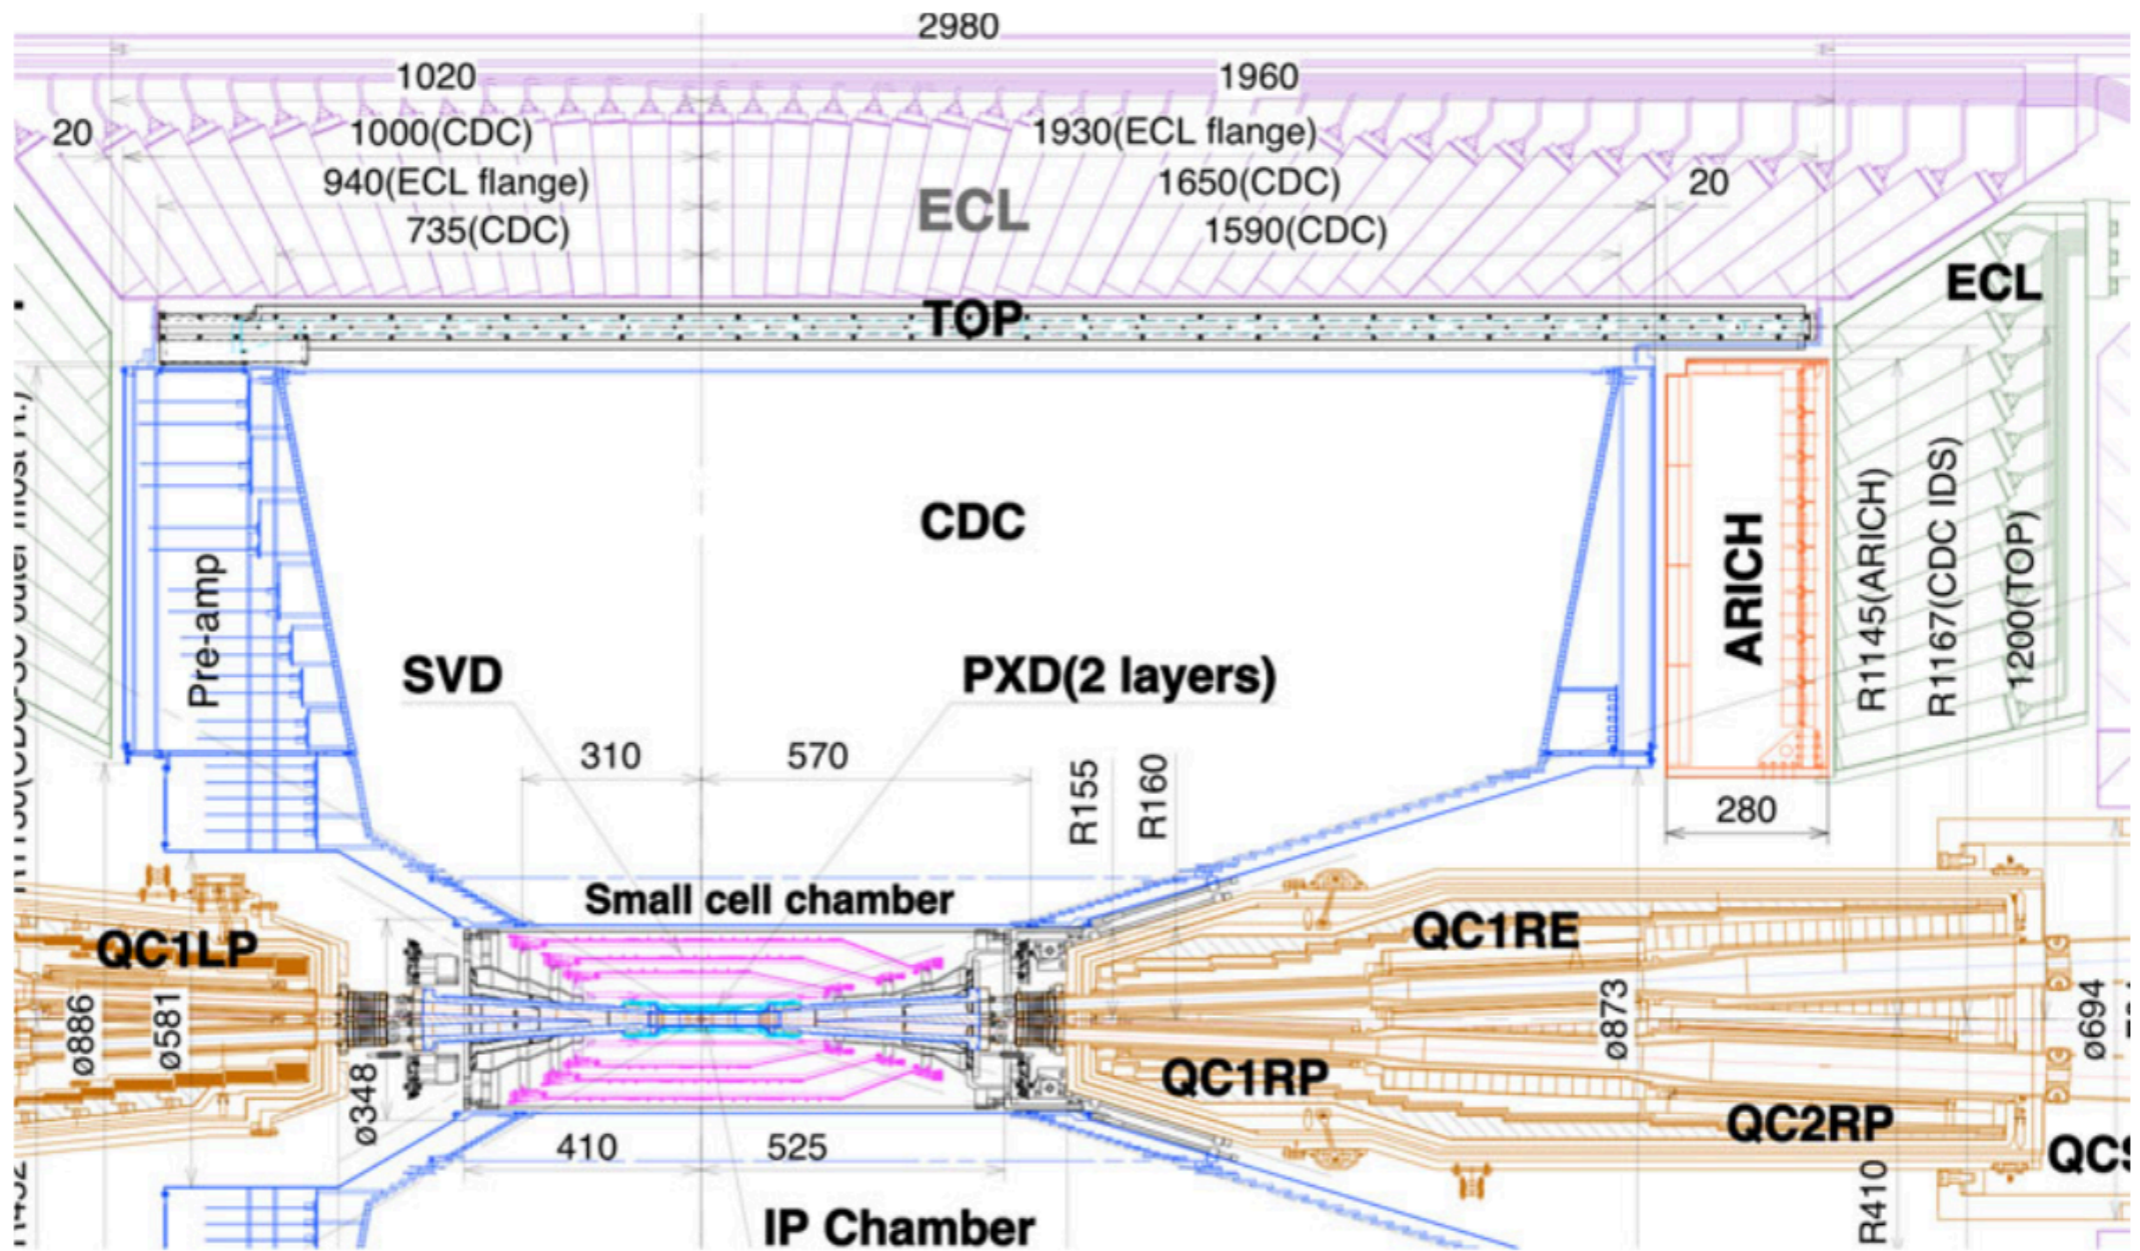 2980
1020
1960
20
1000(CDC)
1930(ECL flange)
940(ECL flange)
1650(CDC)
20
ECL
735(CDC)
1590(CDC)
ECL
TOP
CDC
Pre-amp
ARICH
R1145(ARICH)
R1167(CDC IDS)
1200(TOP)
SVD
PXD(2 layers)
310
570
R155
R160
280
Small cell chamber
QC1LP
QC1RE
ø886
ø581
ø873
ø694
ø348
QC1RP
QC2RP
410
525
R410
IP Chamber